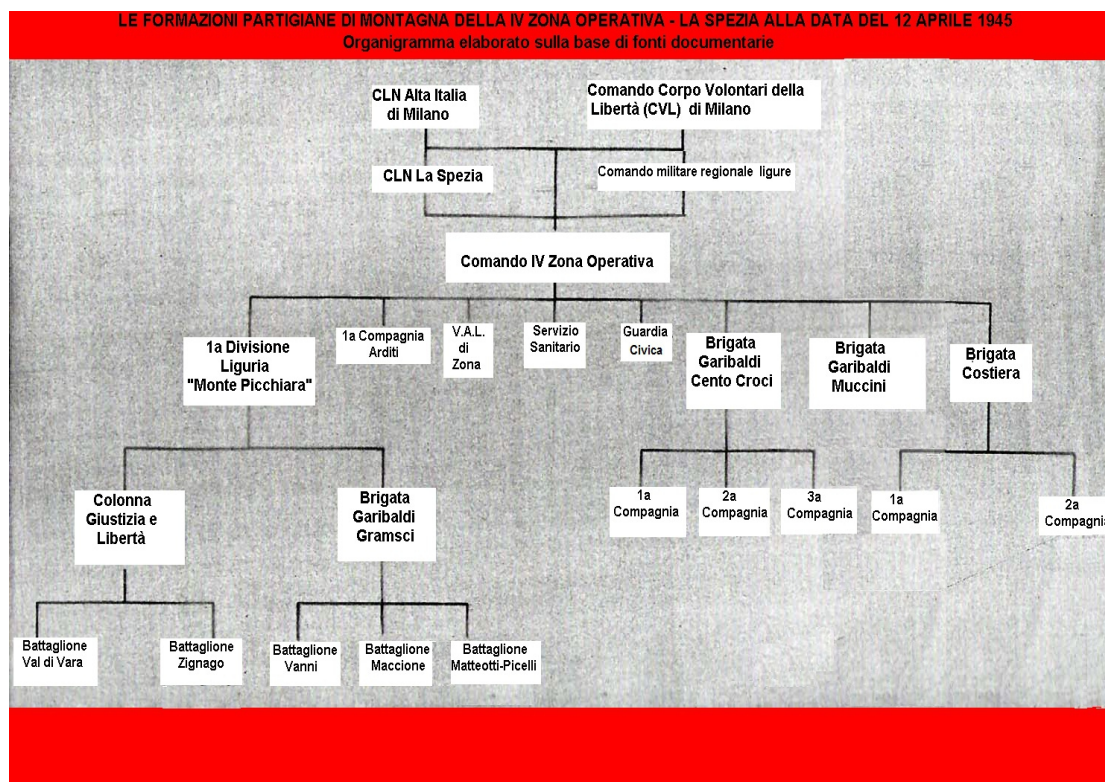 LE FORMAZIONI PARTIGIANE DI MONTAGNA DELLA IV ZONA OPERATIVA - LA SPEZIA ALLA DATA DEL 12 APRILE 1945
Organigramma elaborato sulla base di fonti documentarie
CLN Alta Italia
di Milano
Comando Corpo Volontari della
Libertà (CVL) di Milano
CLN La Spezia
Comando militare regionale ligure
Comando IV Zona Operativa
1a Divisione
Liguria
"Monte Picchiara"
1a Compagnia
Arditi
V.A.L.
di
Zona
Servizio
Sanitario
Guardia
Civica
Brigata
Garibaldi
Cento Croci
Brigata
Garibaldi
Muccini
Brigata
Costiera
Colonna
Giustizia e
Libertà
Brigata
Garibaldi
Gramsci
1a
Compagnia
2a
Compagnia
3a
Compagnia
1a
Compagnia
2a
Compagnia
Battaglione
Val di Vara
Battaglione
Zignago
Battaglione
Vanni
Battaglione
Maccione
Battaglione
Matteotti-Picelli